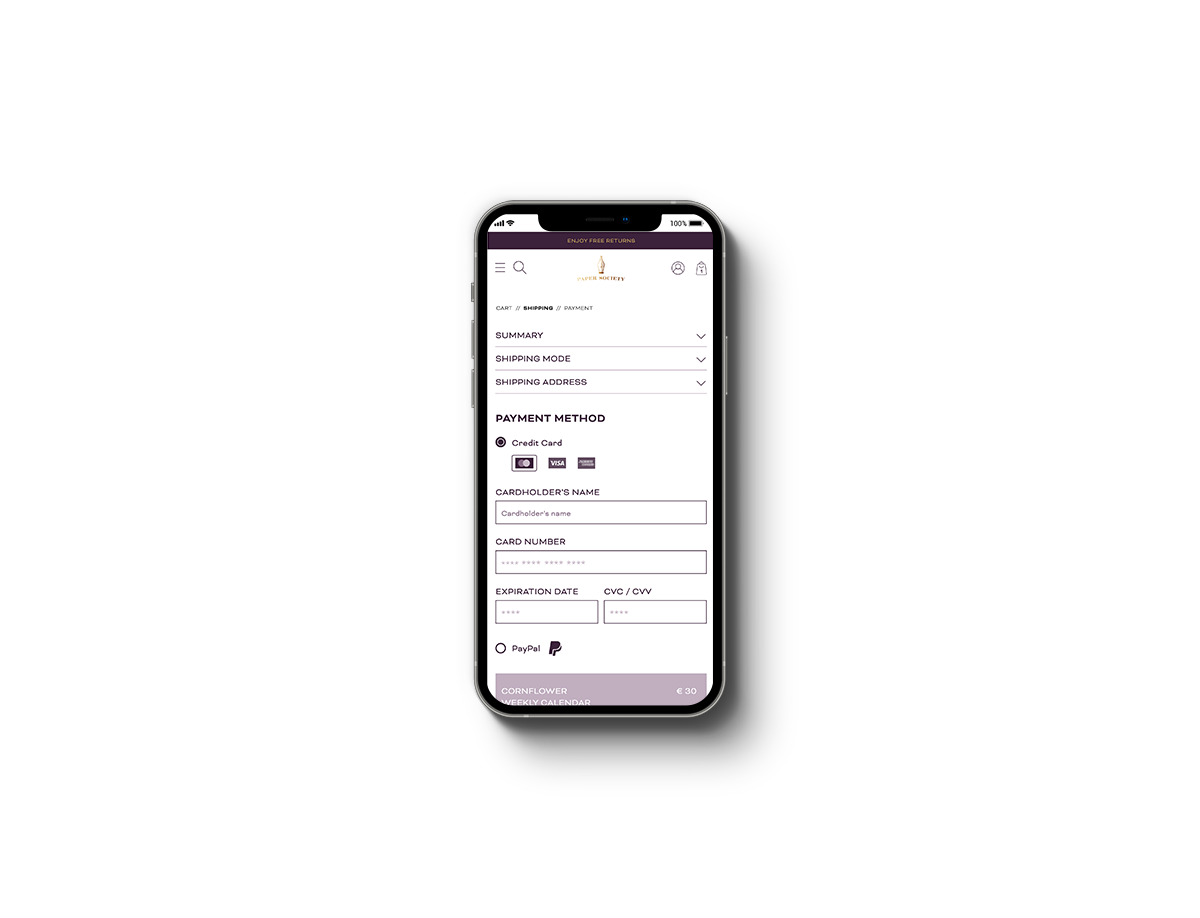 100%
ENJOY FREE RETURNS
PAPER SOCIETY
CART // SHIPPING // PAYMENT
SUMMARY
SHIPPING MODE
SHIPPING ADDRESS
PAYMENT METHOD
Credit Card
VISA
CARDHOLDER'S NAME
Cardholder's name
CARD NUMBER
**** **** **** ****
EXPIRATION DATE CVC / CVV
**** ****
PayPal
CORNFLOWER € 30
WEEKLY CALENDAR